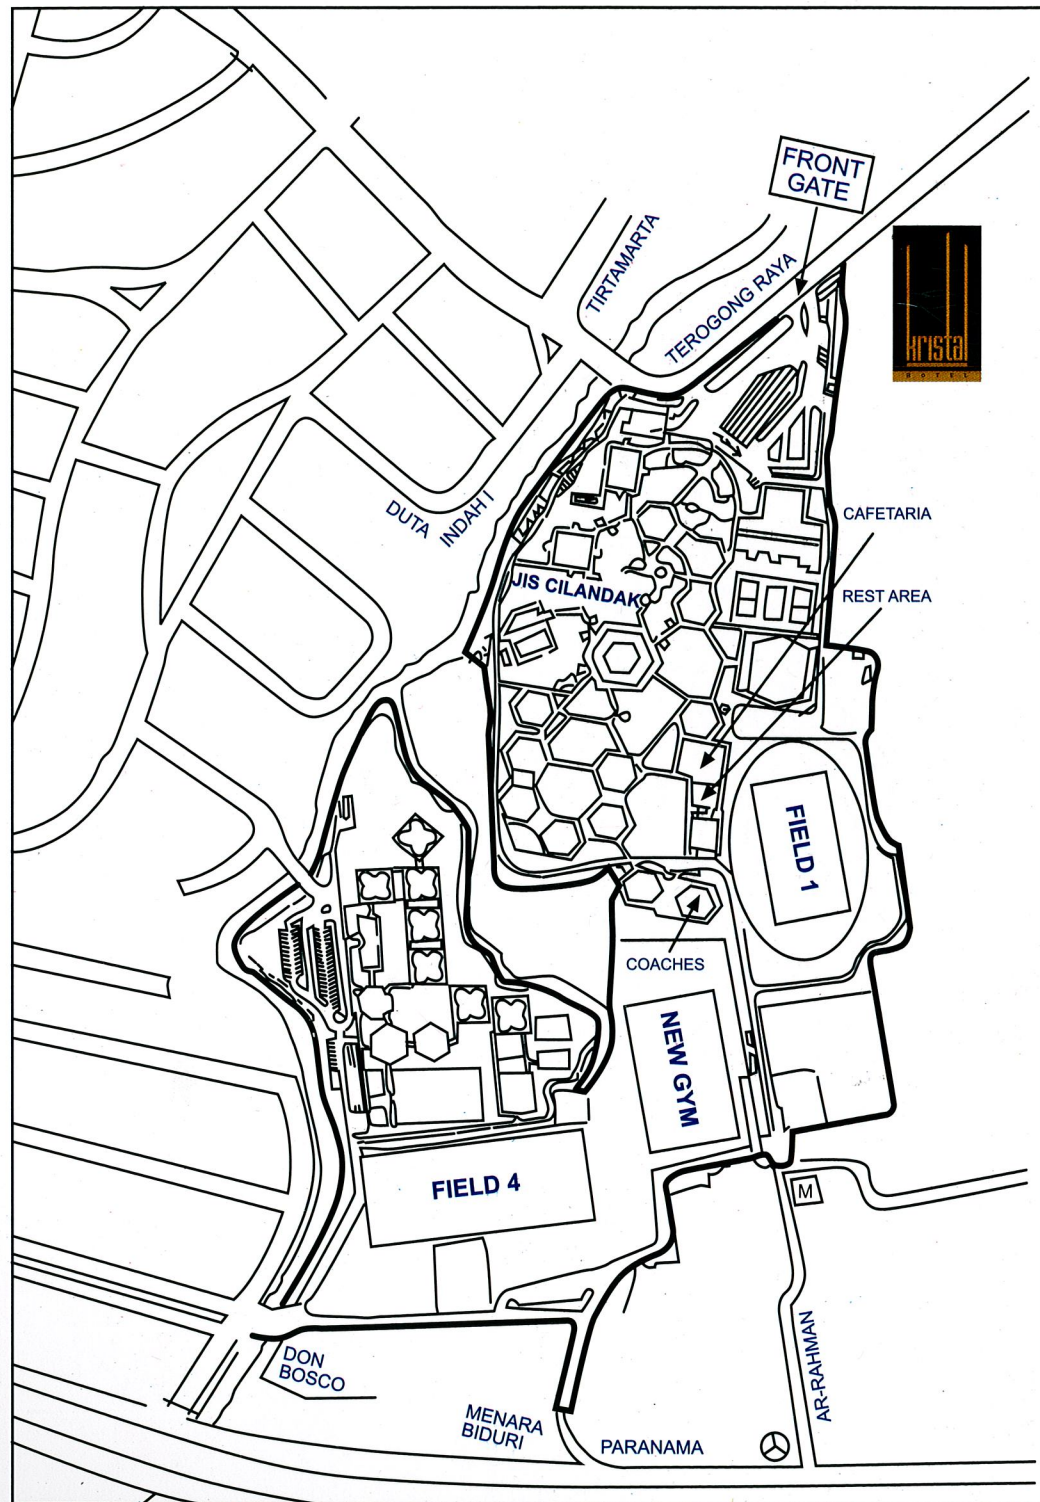 FRONT
GATE
TIRTAMARTA
TEROGONG RAYA
kristal
HOTEL
DUTA
INDAH I
CAFETARIA
JIS CILANDAK
REST AREA
FIELD 1
COACHES
NEW GYM
FIELD 4
M
DON
BOSCO
AR-RAHMAN
MENARA
BIDURI
PARANAMA